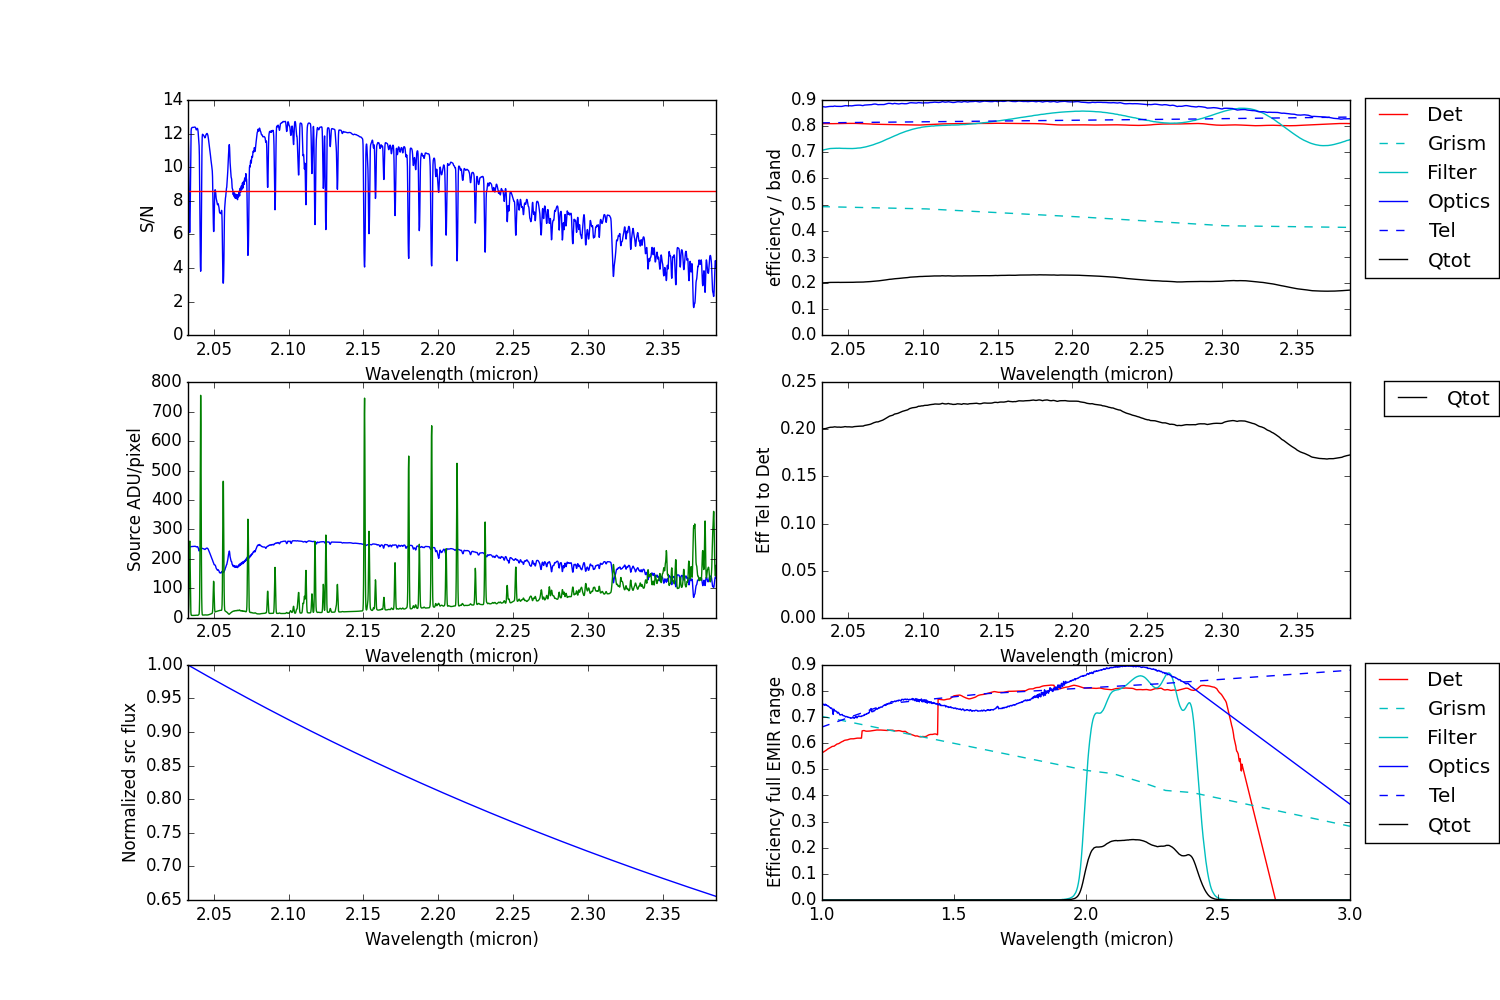 S/N
14
12
10
8
6
4
2
0
2.05 2.10 2.15 2.20 2.25 2.30 2.35
Wavelength (micron)
efficiency / band
0.9
0.8
0.7
0.6
0.5
0.4
0.3
0.2
0.1
0.0
2.05 2.10 2.15 2.20 2.25 2.30 2.35
Wavelength (micron)
Det
Grism
Filter
Optics
Tel
Qtot
Source ADU/pixel
800
700
600
500
400
300
200
100
0
2.05 2.10 2.15 2.20 2.25 2.30 2.35
Wavelength (micron)
Eff Tel to Det
0.25
0.20
0.15
0.10
0.05
0.00
2.05 2.10 2.15 2.20 2.25 2.30 2.35
Wavelength (micron)
Qtot
Normalized src flux
1.00
0.95
0.90
0.85
0.80
0.75
0.70
0.65
2.05 2.10 2.15 2.20 2.25 2.30 2.35
Wavelength (micron)
Efficiency full EMIR range
0.9
0.8
0.7
0.6
0.5
0.4
0.3
0.2
0.1
0.0
1.0 1.5 2.0 2.5 3.0
Wavelength (micron)
Det
Grism
Filter
Optics
Tel
Qtot